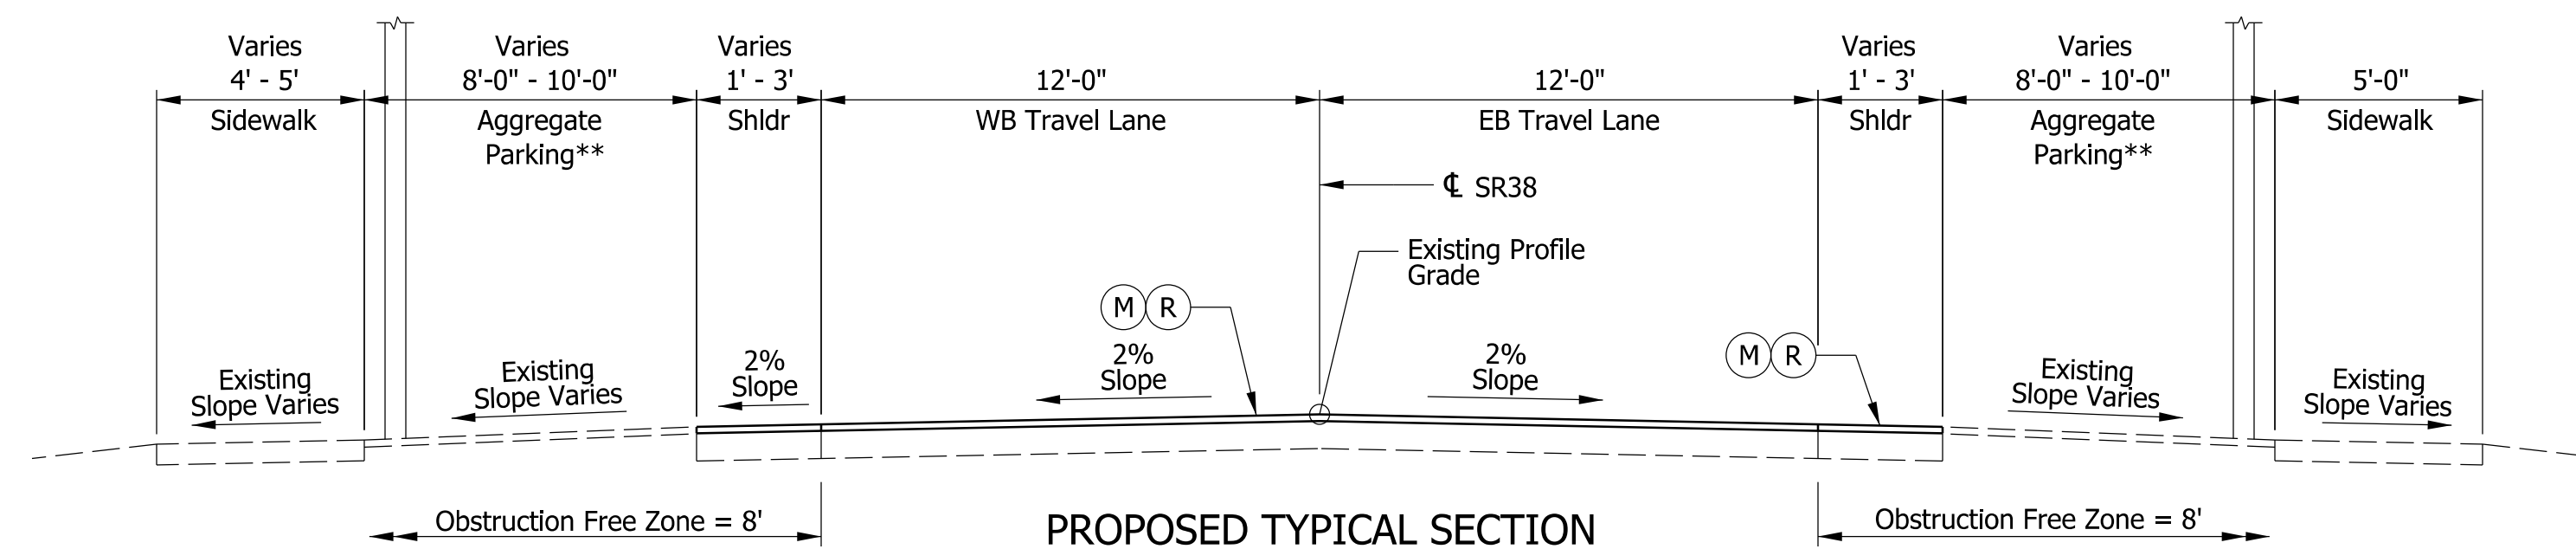 Varies
4' - 5'
Sidewalk
Varies
8'-0" - 10'-0"
Aggregate
Parking**
Varies
1' - 3'
Shldr
12'-0"
WB Travel Lane
12'-0"
EB Travel Lane
Varies
1' - 3'
Shldr
Varies
8'-0" - 10'-0"
Aggregate
Parking**
5'-0"
Sidewalk
℄ SR38
Existing Profile
Grade
M R
M R
Existing
Slope Varies
Existing
Slope Varies
2%
Slope
2%
Slope
2%
Slope
Existing
Slope Varies
Existing
Slope Varies
Obstruction Free Zone = 8'
PROPOSED TYPICAL SECTION
Obstruction Free Zone = 8'